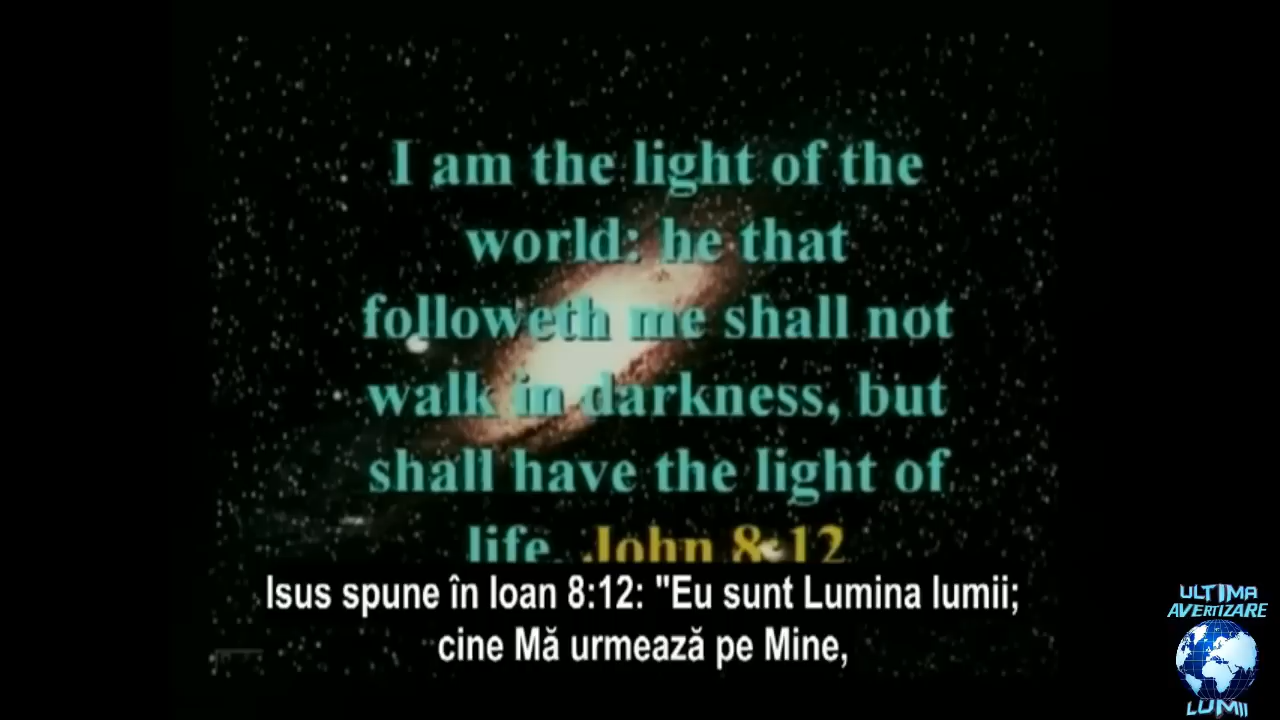 I am the light of the
world: he that
followeth me shall not
walk in darkness, but
shall have the light of
life. John 8:12
Isus spune în Ioan 8:12: "Eu sunt Lumina lumii;
cine Mă urmează pe Mine,
ULTIMA
AVERTIZARE
LUMII